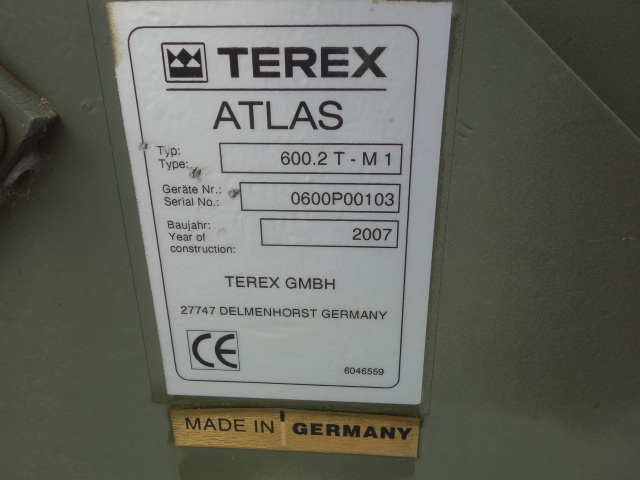 TEREX
ATLAS
Typ:
Type: 600.2 T - M 1
Geräte Nr.:
Serial No.: 0600P00103
Baujahr:
Year of
construction: 2007
TEREX GMBH
27747 DELMENHORST GERMANY
CE
6046559
MADE IN GERMANY